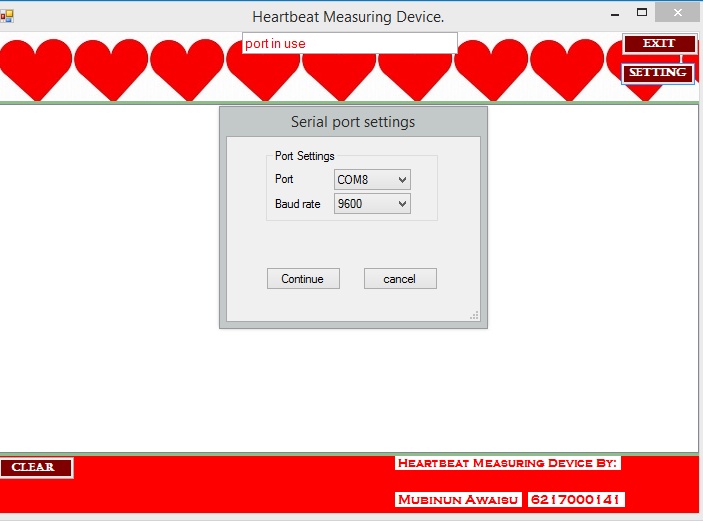 Heartbeat Measuring Device.
port in use
EXIT
SETTING
Serial port settings
Port Settings
Port COM8
Baud rate 9600
Continue cancel
CLEAR
Heartbeat Measuring Device By:
Mubinun Awaisu 6217000141